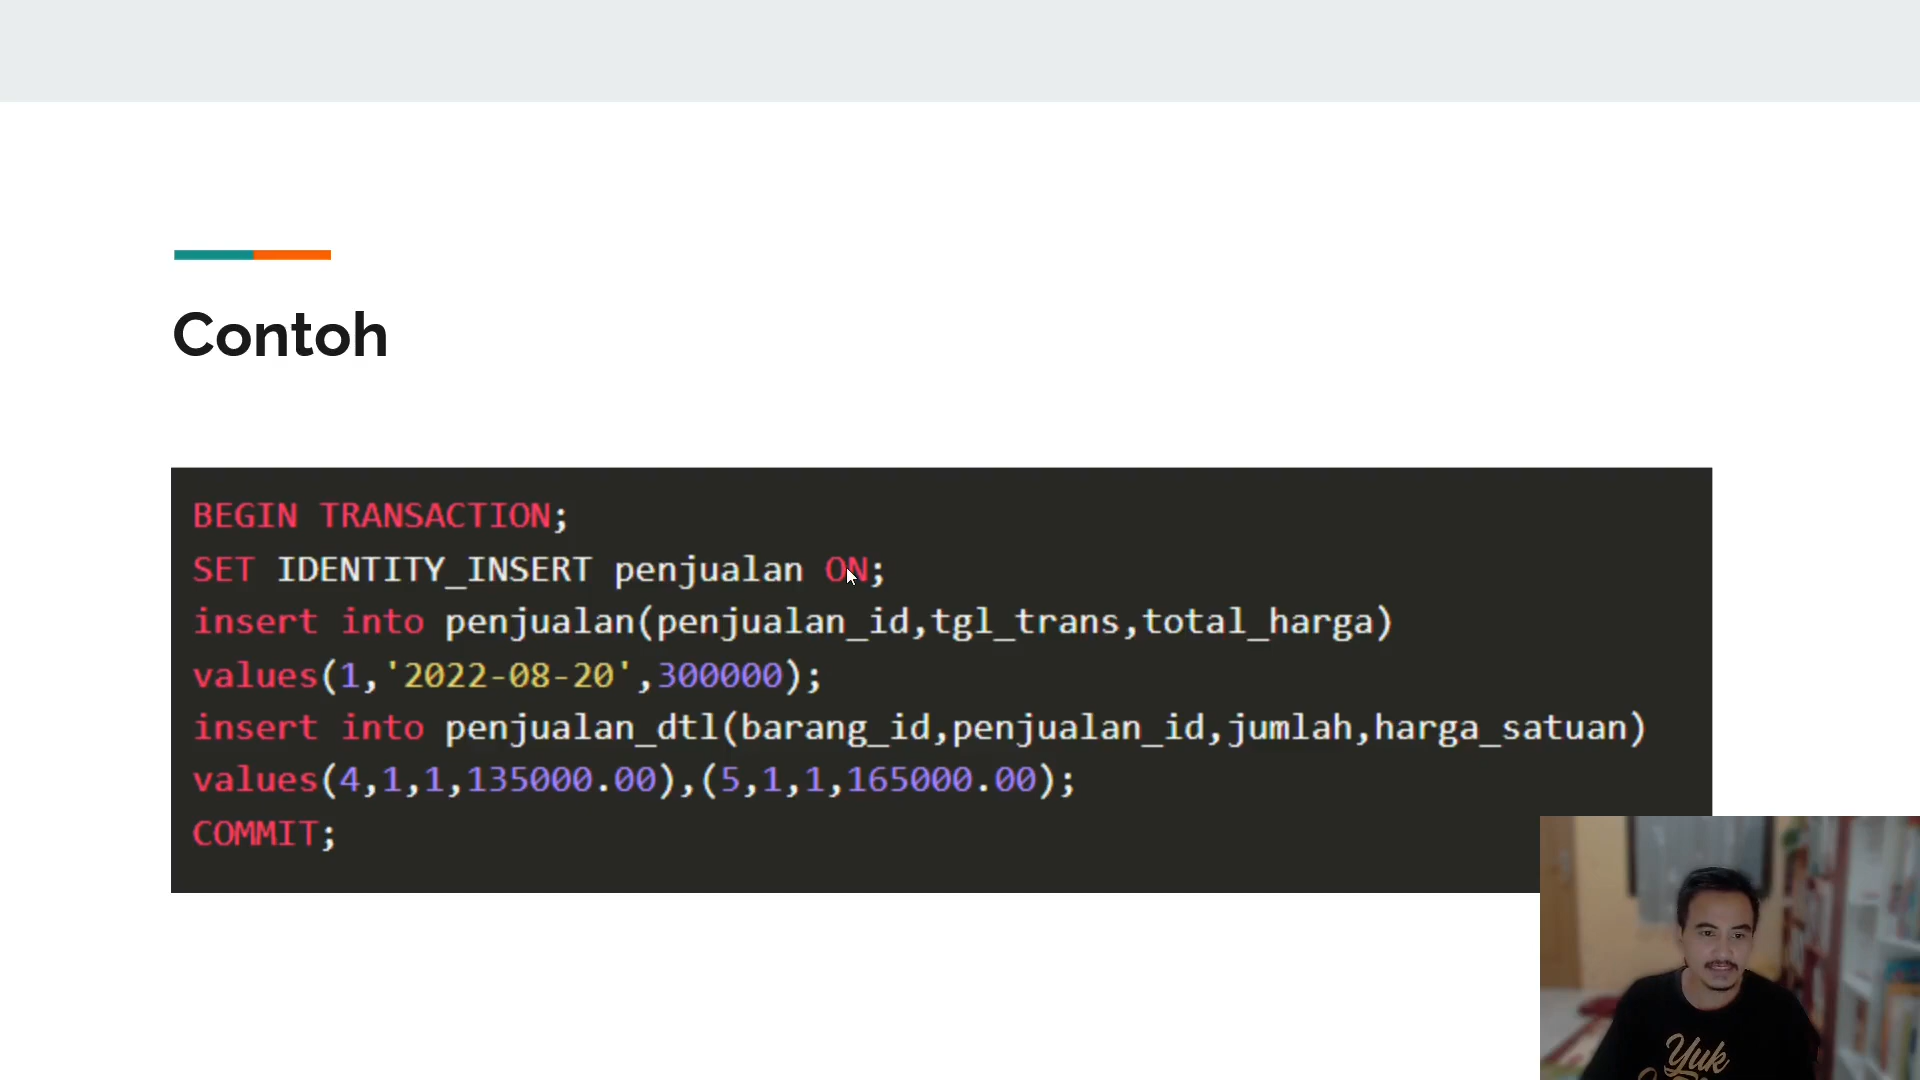 Contoh
BEGIN TRANSACTION;
SET IDENTITY_INSERT penjualan ON;
insert into penjualan(penjualan_id,tgl_trans,total_harga)
values(1,'2022-08-20',300000);
insert into penjualan_dtl(barang_id,penjualan_id,jumlah,harga_satuan)
values(4,1,1,135000.00),(5,1,1,165000.00);
COMMIT;
Yuk